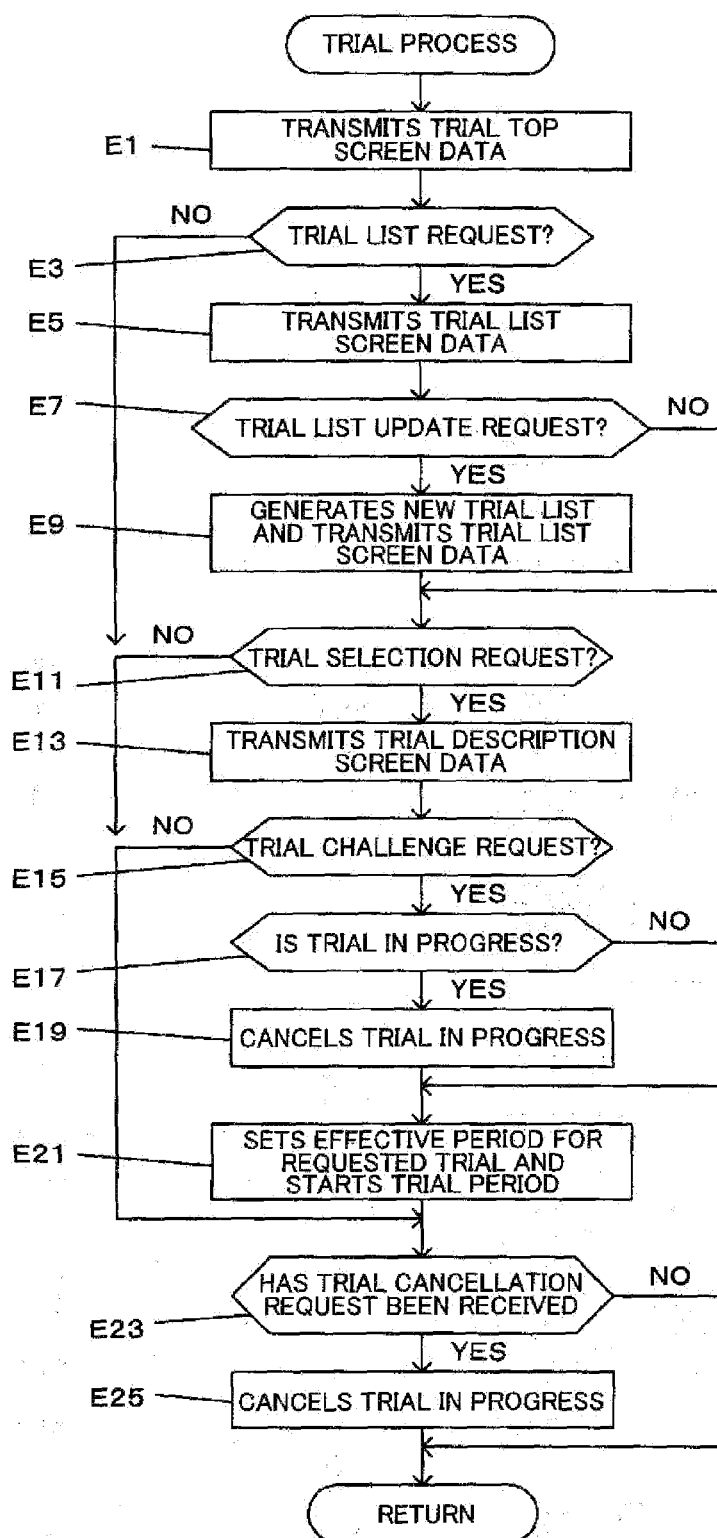 TRIAL PROCESS
E1
TRANSMITS TRIAL TOP
SCREEN DATA
NO
TRIAL LIST REQUEST?
E3
YES
E5
TRANSMITS TRIAL LIST
SCREEN DATA
E7
NO
TRIAL LIST UPDATE REQUEST?
YES
E9
GENERATES NEW TRIAL LIST
AND TRANSMITS TRIAL LIST
SCREEN DATA
NO
TRIAL SELECTION REQUEST?
E11
YES
E13
TRANSMITS TRIAL DESCRIPTION
SCREEN DATA
NO
TRIAL CHALLENGE REQUEST?
E15
YES
NO
IS TRIAL IN PROGRESS?
E17
YES
E19
CANCELS TRIAL IN PROGRESS
E21
SETS EFFECTIVE PERIOD FOR
REQUESTED TRIAL AND
STARTS TRIAL PERIOD
HAS TRIAL CANCELLATION
REQUEST BEEN RECEIVED
NO
E23
YES
E25
CANCELS TRIAL IN PROGRESS
RETURN